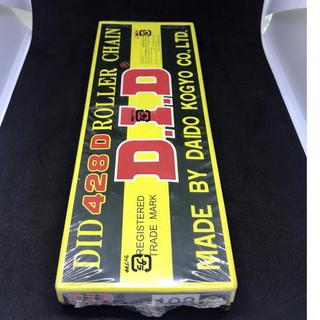 DID 428D ROLLER CHAIN
D.I.D®
REGISTERED
TRADE MARK
MADE BY DAIDO KOGYO CO., LTD.